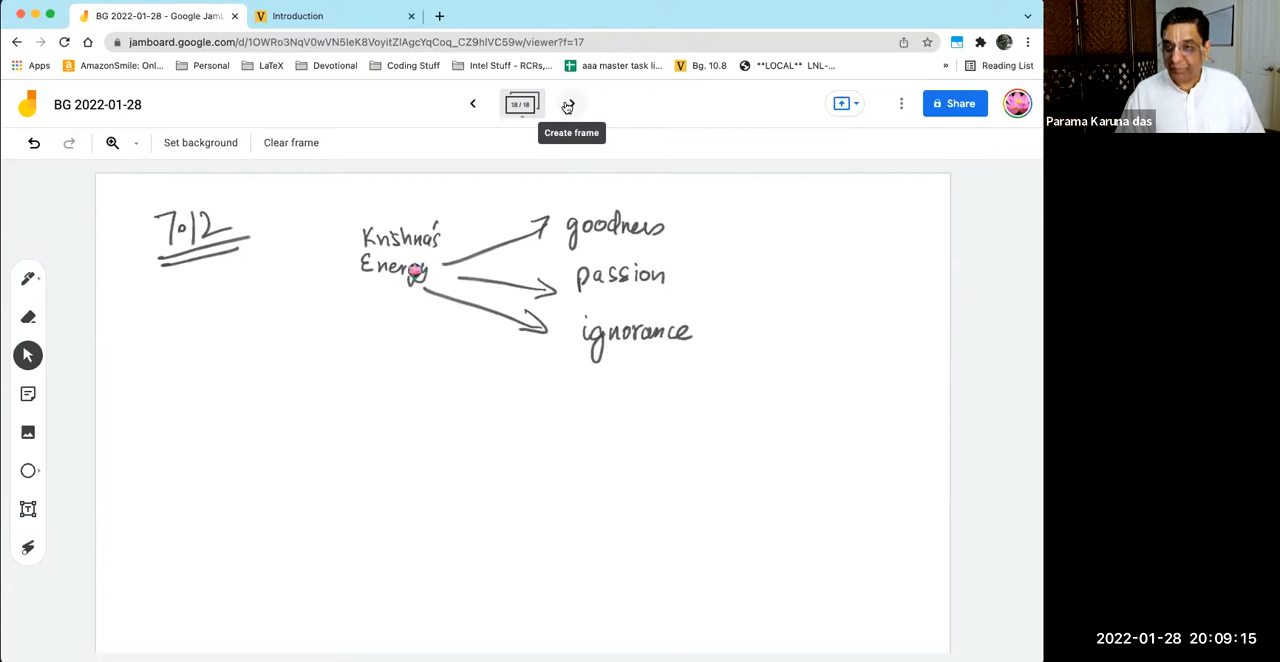 BG 2022-01-28 - Google Jam
Introduction
jamboard.google.com/d/1OWRo3NqV0wVN5leK8VoyitZlAgcYqCoq_CZ9hIVC59w/viewer?f=17
Apps
AmazonSmile: Onl...
Personal
LaTeX
Devotional
Coding Stuff
Intel Stuff - RCRs,...
aaa master task li...
Bg. 10.8
**LOCAL** LNL-...
»
Reading List
BG 2022-01-28
18 / 18
Share
Create frame
Set background
Clear frame
Parama Karuna das
7.12
Krishna's
Energy
goodness
passion
ignorance
2022-01-28 20:09:15